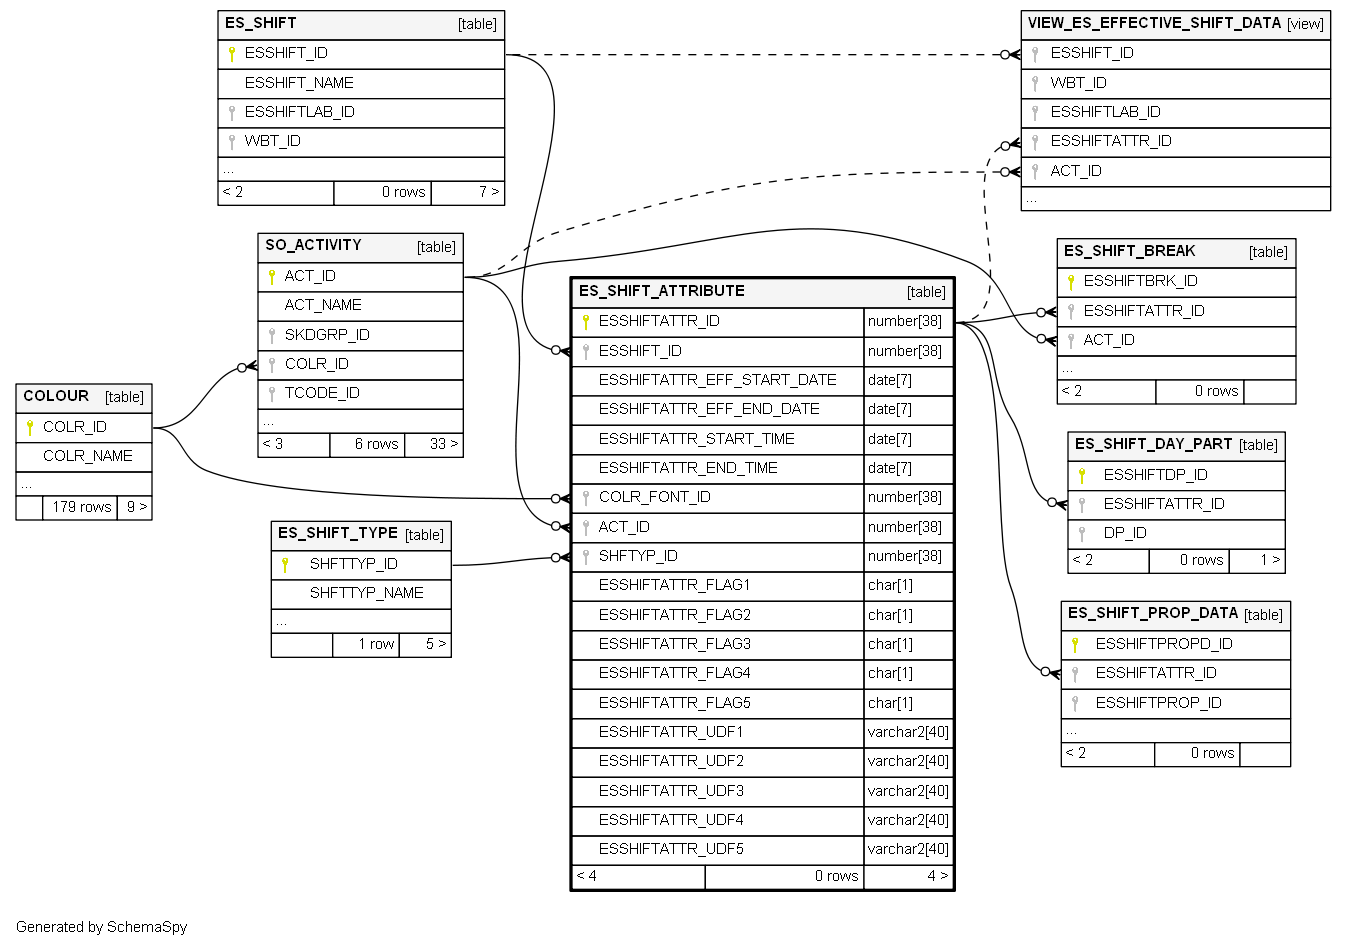 ES_SHIFT [table]
ESSHIFT_ID
ESSHIFT_NAME
ESSHIFTLAB_ID
WBT_ID
...
< 2 0 rows 7 >
VIEW_ES_EFFECTIVE_SHIFT_DATA [view]
ESSHIFT_ID
WBT_ID
ESSHIFTLAB_ID
ESSHIFTATTR_ID
ACT_ID
...
SO_ACTIVITY [table]
ACT_ID
ACT_NAME
SKDGRP_ID
COLR_ID
TCODE_ID
...
< 3 6 rows 33 >
COLOUR [table]
COLR_ID
COLR_NAME
...
179 rows 9 >
ES_SHIFT_TYPE [table]
SHFTTYP_ID
SHFTTYP_NAME
...
1 row 5 >
ES_SHIFT_ATTRIBUTE [table]
ESSHIFTATTR_ID number[38]
ESSHIFT_ID number[38]
ESSHIFTATTR_EFF_START_DATE date[7]
ESSHIFTATTR_EFF_END_DATE date[7]
ESSHIFTATTR_START_TIME date[7]
ESSHIFTATTR_END_TIME date[7]
COLR_FONT_ID number[38]
ACT_ID number[38]
SHFTYP_ID number[38]
ESSHIFTATTR_FLAG1 char[1]
ESSHIFTATTR_FLAG2 char[1]
ESSHIFTATTR_FLAG3 char[1]
ESSHIFTATTR_FLAG4 char[1]
ESSHIFTATTR_FLAG5 char[1]
ESSHIFTATTR_UDF1 varchar2[40]
ESSHIFTATTR_UDF2 varchar2[40]
ESSHIFTATTR_UDF3 varchar2[40]
ESSHIFTATTR_UDF4 varchar2[40]
ESSHIFTATTR_UDF5 varchar2[40]
< 4 0 rows 4 >
ES_SHIFT_BREAK [table]
ESSHIFTBRK_ID
ESSHIFTATTR_ID
ACT_ID
...
< 2 0 rows
ES_SHIFT_DAY_PART [table]
ESSHIFTDP_ID
ESSHIFTATTR_ID
DP_ID
< 2 0 rows 1 >
ES_SHIFT_PROP_DATA [table]
ESSHIFTPROPD_ID
ESSHIFTATTR_ID
ESSHIFTPROP_ID
...
< 2 0 rows
Generated by SchemaSpy